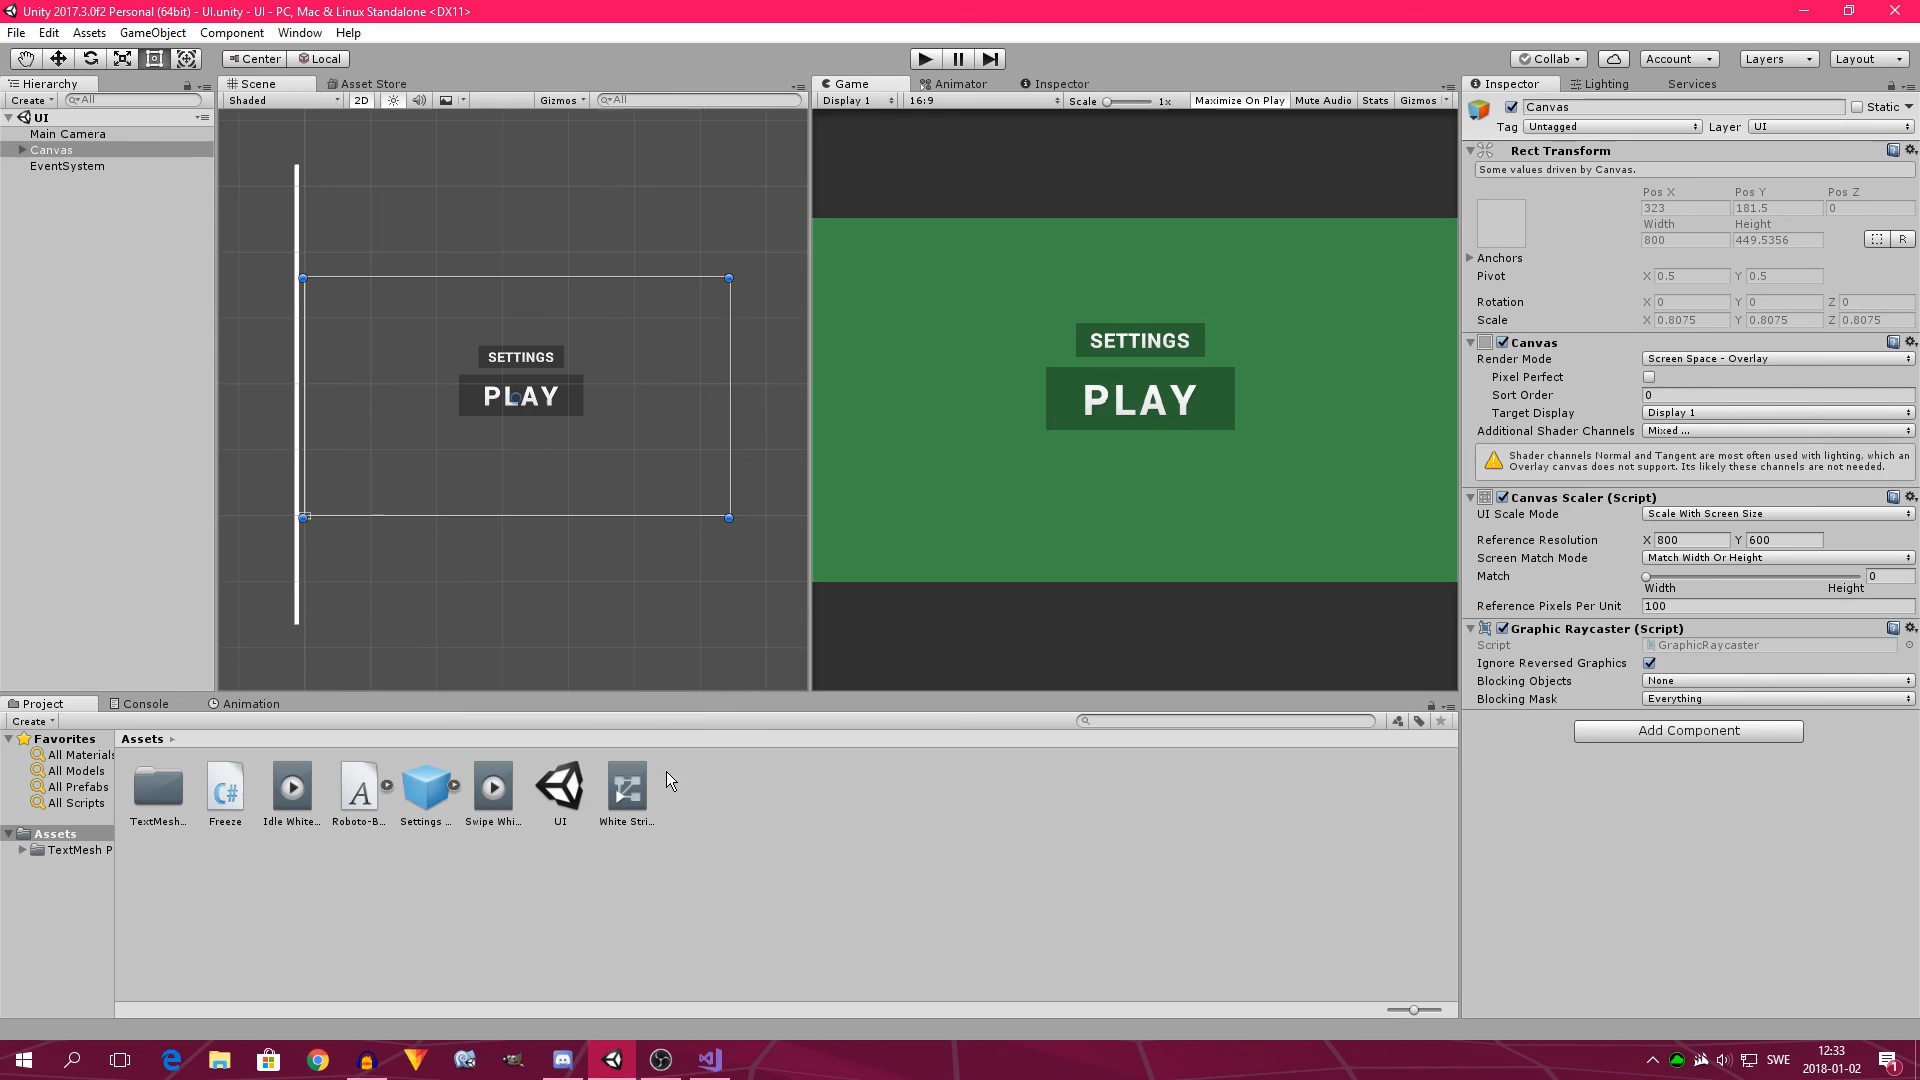 Unity 2017.3.0f2 Personal (64bit) - UI.unity - UI - PC, Mac & Linux Standalone <DX11>
File Edit Assets GameObject Component Window Help
Center Local Collab Account Layers Layout
Hierarchy
Create All
UI
Main Camera
Canvas
EventSystem
Scene Asset Store
Shaded 2D Gizmos All
SETTINGS
PLAY
Game Animator Inspector
Display 1 16:9 Scale 1x Maximize On Play Mute Audio Stats Gizmos
SETTINGS
PLAY
Inspector Lighting Services
Canvas Static
Tag Untagged Layer UI
Rect Transform
Some values driven by Canvas.
Pos X Pos Y Pos Z
323 181.5 0
Width Height
800 449.5356 R
Anchors
Pivot X 0.5 Y 0.5
Rotation X 0 Y 0 Z 0
Scale X 0.8075 Y 0.8075 Z 0.8075
Canvas
Render Mode Screen Space - Overlay
Pixel Perfect
Sort Order 0
Target Display Display 1
Additional Shader Channels Mixed ...
Shader channels Normal and Tangent are most often used with lighting, which an
Overlay canvas does not support. Its likely these channels are not needed.
Canvas Scaler (Script)
UI Scale Mode Scale With Screen Size
Reference Resolution X 800 Y 600
Screen Match Mode Match Width Or Height
Match 0
Width Height
Reference Pixels Per Unit 100
Graphic Raycaster (Script)
Script GraphicRaycaster
Ignore Reversed Graphics
Blocking Objects None
Blocking Mask Everything
Add Component
Project Console Animation
Create
Favorites
All Materials
All Models
All Prefabs
All Scripts
Assets
TextMesh P
Assets
TextMesh... Freeze Idle White... Roboto-B... Settings ... Swipe Whi... UI White Stri...
C#
A
SWE
12:33
2018-01-02
1